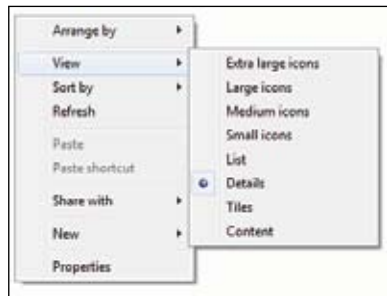 Arrange by
View
Sort by
Refresh
Paste
Paste shortcut
Share with
New
Properties
Extra large icons
Large icons
Medium icons
Small icons
List
Details
Tiles
Content